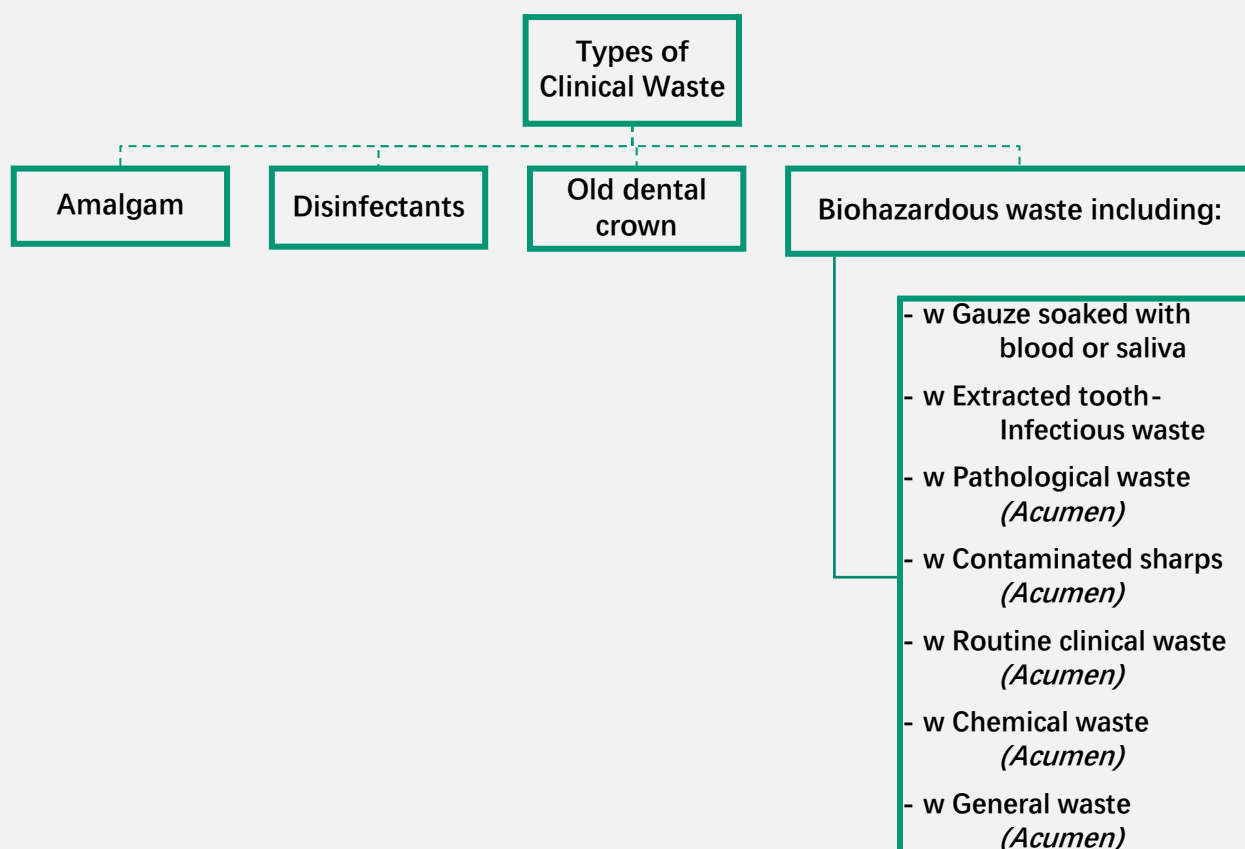 Types of
Clinical Waste
Amalgam
Disinfectants
Old dental
crown
Biohazardous waste including:
- w Gauze soaked with
blood or saliva
- w Extracted tooth-
Infectious waste
- w Pathological waste
(Acumen)
- w Contaminated sharps
(Acumen)
- w Routine clinical waste
(Acumen)
- w Chemical waste
(Acumen)
- w General waste
(Acumen)